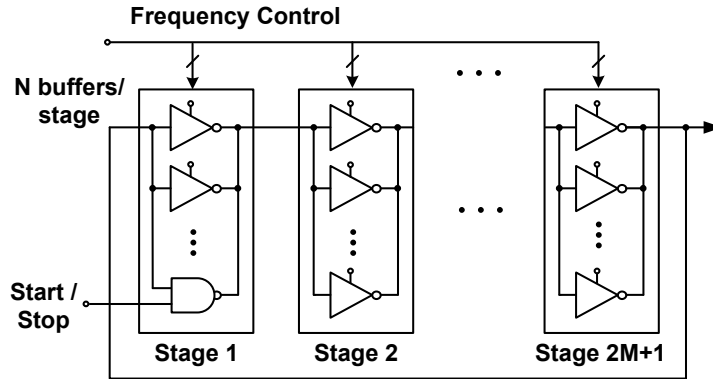 Frequency Control
N buffers/
stage
Start /
Stop
Stage 1
Stage 2
Stage 2M+1